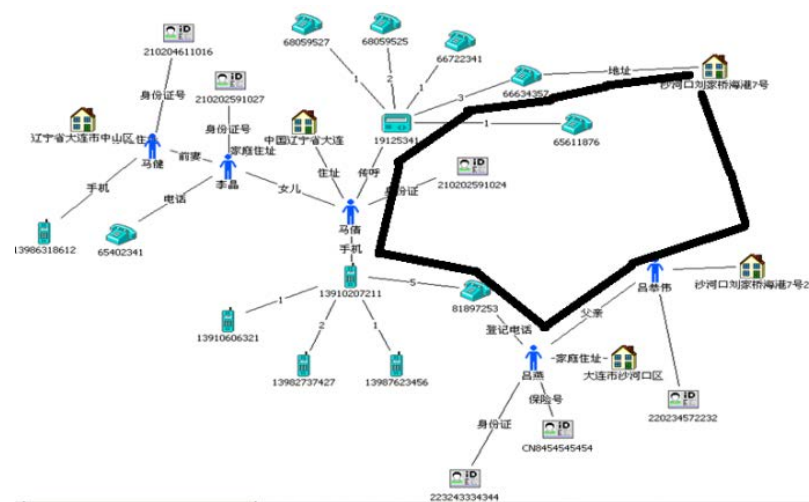 210204611016
68059527
68059525
66722341
身份证号
210202591027
1
2
1
地址
66634357
沙河口刘家桥海港7号
3
身份证号
19125341
1
65611876
辽宁省大连市中山区
住
马健
前妻
家庭住址
李晶
中国辽宁省大连
住址
传呼
身份证
210202591024
手机
电话
女儿
马倩
手机
13986318612
65402341
13910207211
5
81897253
吕举伟
沙河口刘家桥海港7号2
1
登记电话
父亲
13910606321
2
1
吕燕
家庭住址
大连市沙河口区
13982737427
13987623456
身份证
保险号
220234572232
CN8454545454
223243334344